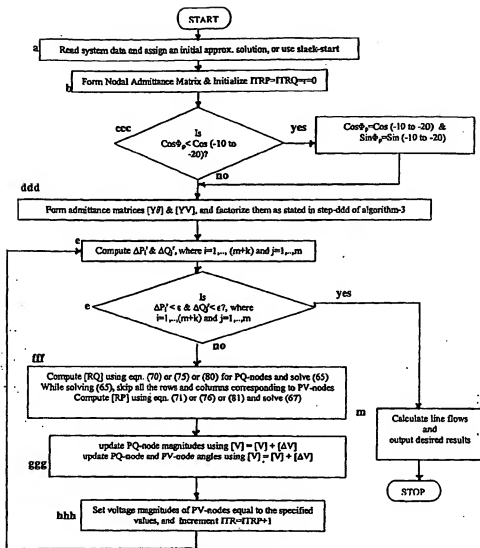 START
a
Read system data and assign an initial approx. solution, or use slack-start
b
Form Nodal Admittance Matrix & Initialize ITRP=ITRQ=r=0
ccc
Is
CosΦp< Cos (-10 to
-20)?
yes
CosΦp=Cos (-10 to -20) &
SinΦp=Sin (-10 to -20)
no
ddd
Form admittance matrices [Yθ] & [YV], and factorize them as stated in step-ddd of algorithm-3
e
Compute ΔPi' & ΔQj', where i=1,.., (m+k) and j=1,..,m
e
Is
ΔPi' < ε & ΔQj' < ε?, where
i=1,..,(m+k) and j=1,..,m
yes
no
fff
Compute [RQ] using eqn. (70) or (75) or (80) for PQ-nodes and solve (65)
While solving (65), skip all the rows and columns corresponding to PV-nodes
Compute [RP] using eqn. (71) or (76) or (81) and solve (67)
m
Calculate line flows
and
output desired results
ggg
update PQ-node magnitudes using [V] = [V] + [ΔV]
update PQ-node and PV-node angles using [V] = [V] + [ΔV]
STOP
hhh
Set voltage magnitudes of PV-nodes equal to the specified
values, and increment ITR=ITRP+1